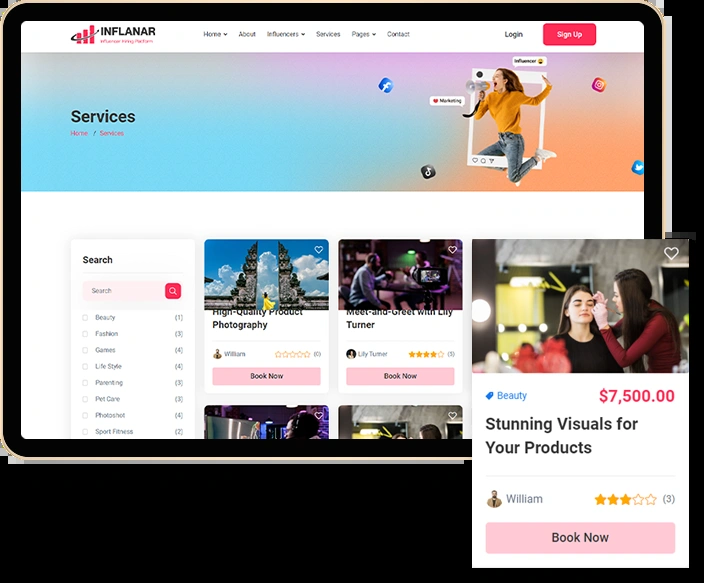 INFLANAR
Influencer Hiring Platform
Home About Influencers Services Pages Contact
Login
Sign Up
Influencer
Marketing
Services
Home / Services
Search
Search
Beauty (1)
Fashion (3)
Games (4)
Life Style (4)
Parenting (3)
Pet Care (3)
Photoshot (4)
Sport Fitness (2)
High-Quality Product
Photography
William (0)
Book Now
Meet-and-Greet with Lily
Turner
Lily Turner (3)
Book Now
Beauty
$7,500.00
Stunning Visuals for
Your Products
William (3)
Book Now